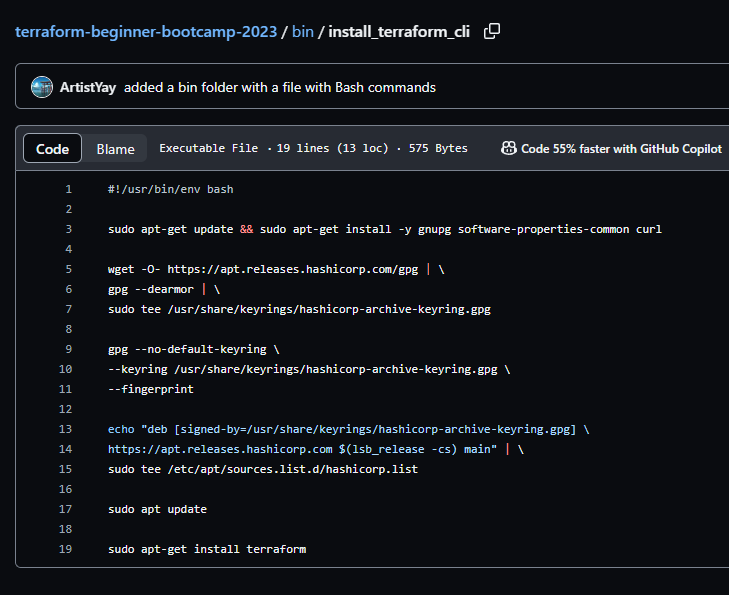 terraform-beginner-bootcamp-2023 / bin / install_terraform_cli
ArtistYay added a bin folder with a file with Bash commands
Code Blame Executable File · 19 lines (13 loc) · 575 Bytes Code 55% faster with GitHub Copilot
1 #!/usr/bin/env bash
2
3 sudo apt-get update && sudo apt-get install -y gnupg software-properties-common curl
4
5 wget -O- https://apt.releases.hashicorp.com/gpg | \
6 gpg --dearmor | \
7 sudo tee /usr/share/keyrings/hashicorp-archive-keyring.gpg
8
9 gpg --no-default-keyring \
10 --keyring /usr/share/keyrings/hashicorp-archive-keyring.gpg \
11 --fingerprint
12
13 echo "deb [signed-by=/usr/share/keyrings/hashicorp-archive-keyring.gpg] \
14 https://apt.releases.hashicorp.com $(lsb_release -cs) main" | \
15 sudo tee /etc/apt/sources.list.d/hashicorp.list
16
17 sudo apt update
18
19 sudo apt-get install terraform